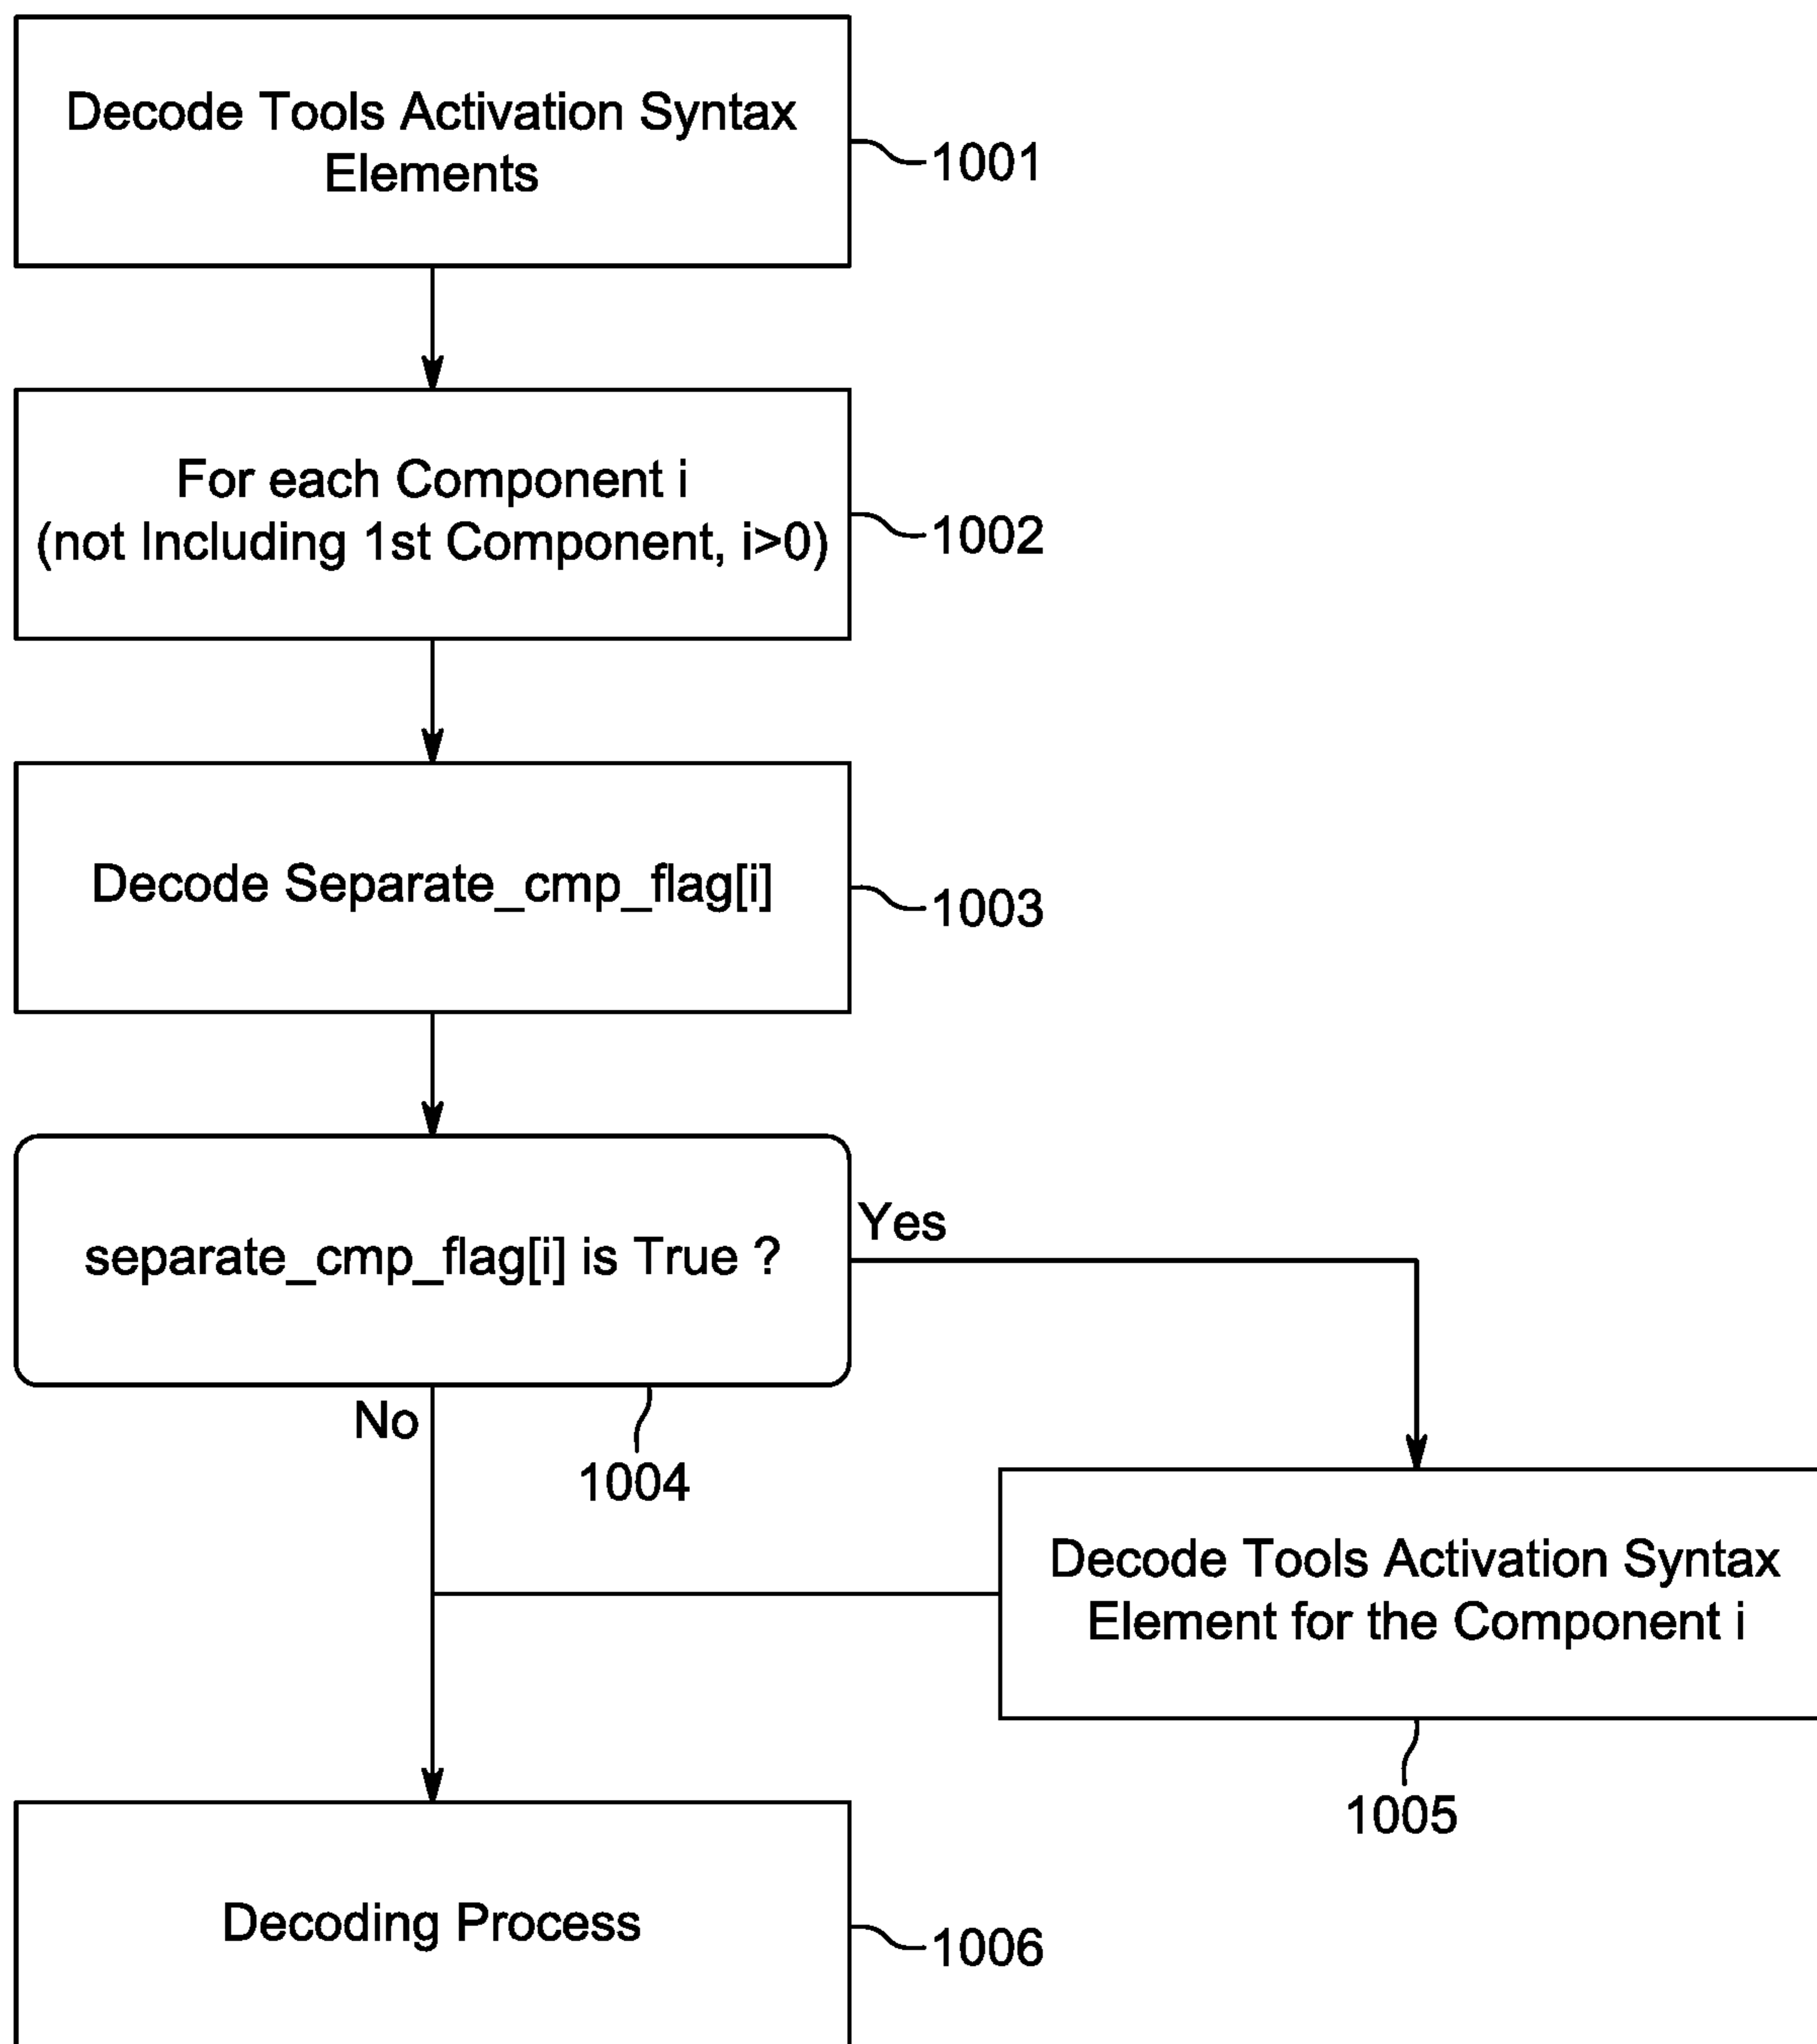 Decode Tools Activation Syntax
Elements
1001
For each Component i
(not Including 1st Component, i>0)
1002
Decode Separate_cmp_flag[i]
1003
separate_cmp_flag[i] is True ?
Yes
No
1004
Decode Tools Activation Syntax
Element for the Component i
1005
Decoding Process
1006